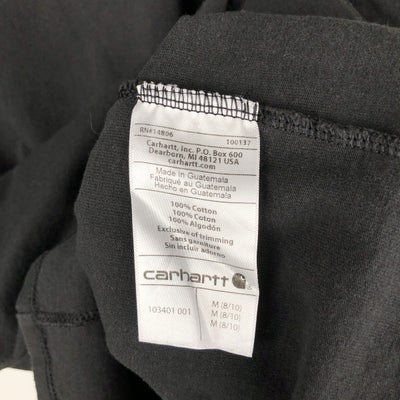 RN#14806 100137
Carhartt, Inc. P.O. Box 600
Dearborn, MI 48121 USA
carhartt.com
Made in Guatemala
Fabriqué au Guatemala
Hecho en Guatemala
100% Cotton
100% Coton
100% Algodón
Exclusive of trimming
Sans garniture
Sin incluir adorno
carhartt
103401 001
M (8/10)
M (8/10)
M (8/10)